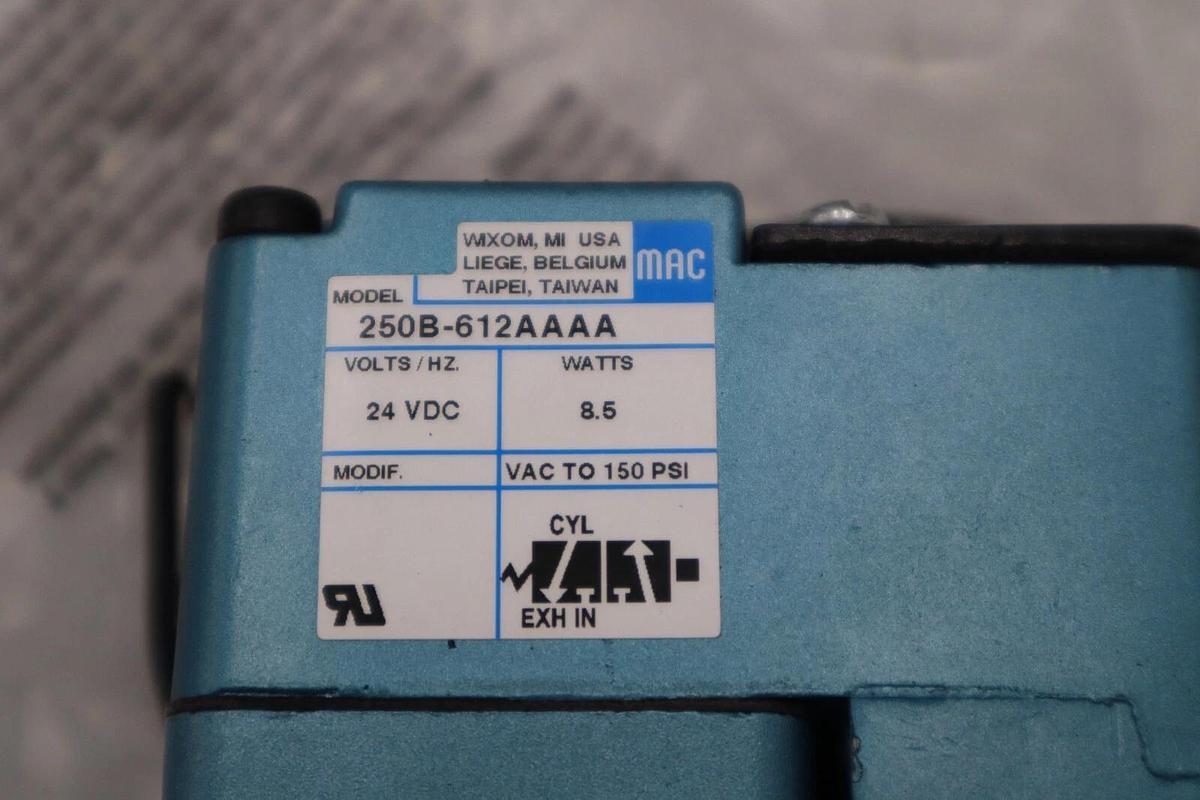 WIXOM, MI USA
LIEGE, BELGIUM
TAIPEI, TAIWAN
MAC
MODEL
250B-612AAAA
VOLTS / HZ.
WATTS
24 VDC
8.5
MODIF.
VAC TO 150 PSI
CYL
EXH IN
RU